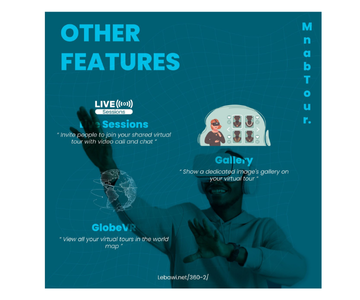 OTHER
FEATURES
MnabTour.
LIVE
Sessions
Live Sessions
" Invite people to join your shared virtual
tour with video call and chat "
Gallery
" Show a dedicated image's gallery on
your virtual tour "
GlobeVR
" View all your virtual tours in the world
map "
Lebawi.net/360-2/